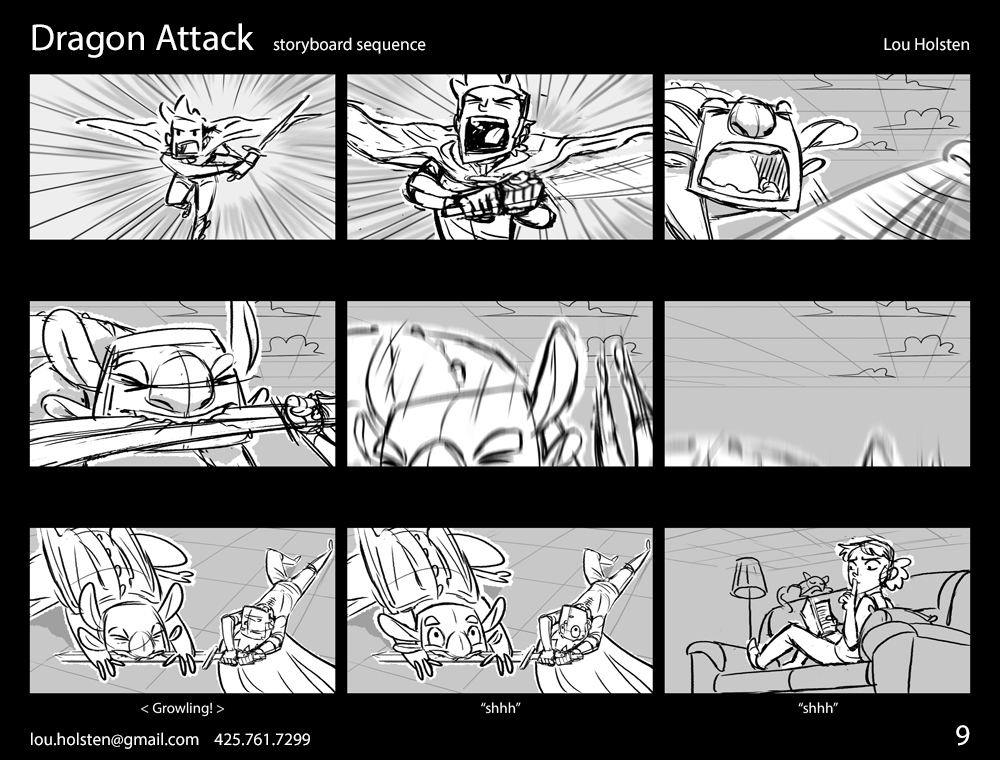 Dragon Attack storyboard sequence
Lou Holsten
< Growling! >
“shhh”
“shhh”
lou.holsten@gmail.com 425.761.7299
9